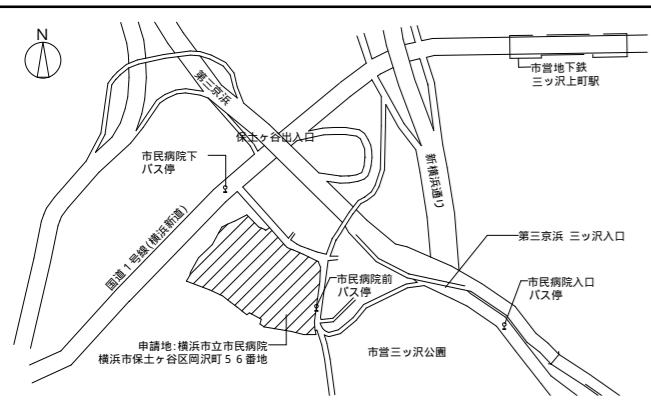 N
第三京浜
市営地下鉄
三ッ沢上町駅
保土ヶ谷出入口
市民病院下
バス停
新横浜通り
国道1号線(横浜新道)
第三京浜 三ッ沢入口
市民病院前
バス停
市民病院入口
バス停
申請地:横浜市立市民病院
横浜市保土ヶ谷区岡沢町56番地
市営三ッ沢公園